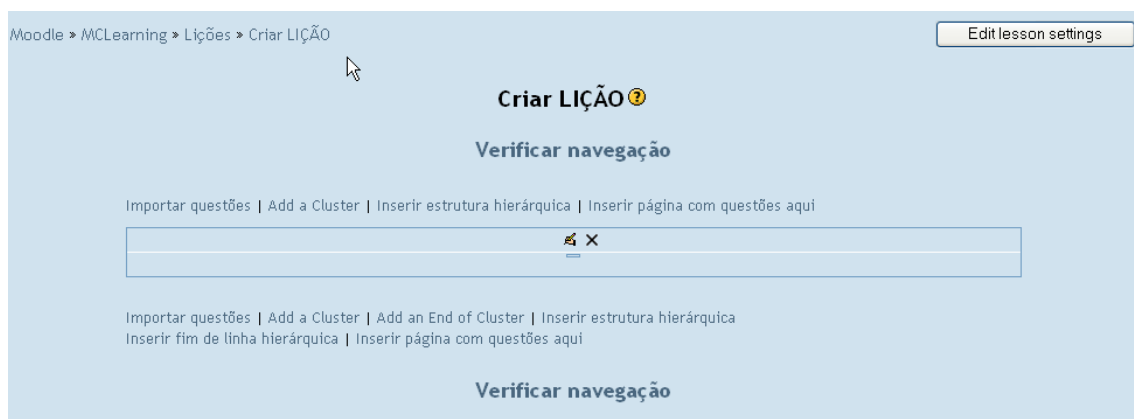 Moodle » MCLearning » Lições » Criar LIÇÃO
Edit lesson settings
Criar LIÇÃO
Verificar navegação
Importar questões | Add a Cluster | Inserir estrutura hierárquica | Inserir página com questões aqui
Importar questões | Add a Cluster | Add an End of Cluster | Inserir estrutura hierárquica
Inserir fim de linha hierárquica | Inserir página com questões aqui
Verificar navegação